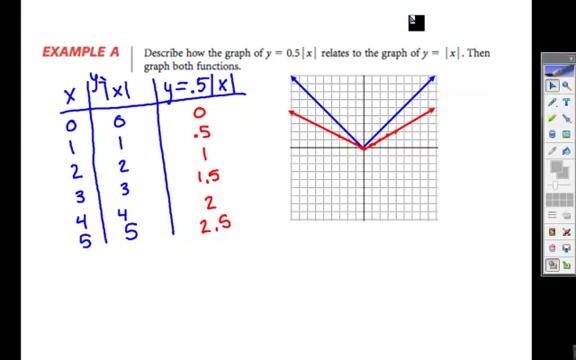 EXAMPLE A Describe how the graph of y = 0.5|x| relates to the graph of y = |x|. Then
graph both functions.
x y=|x| y=.5|x|
0 0 0
1 1 .5
2 2 1
3 3 1.5
4 4 2
5 5 2.5